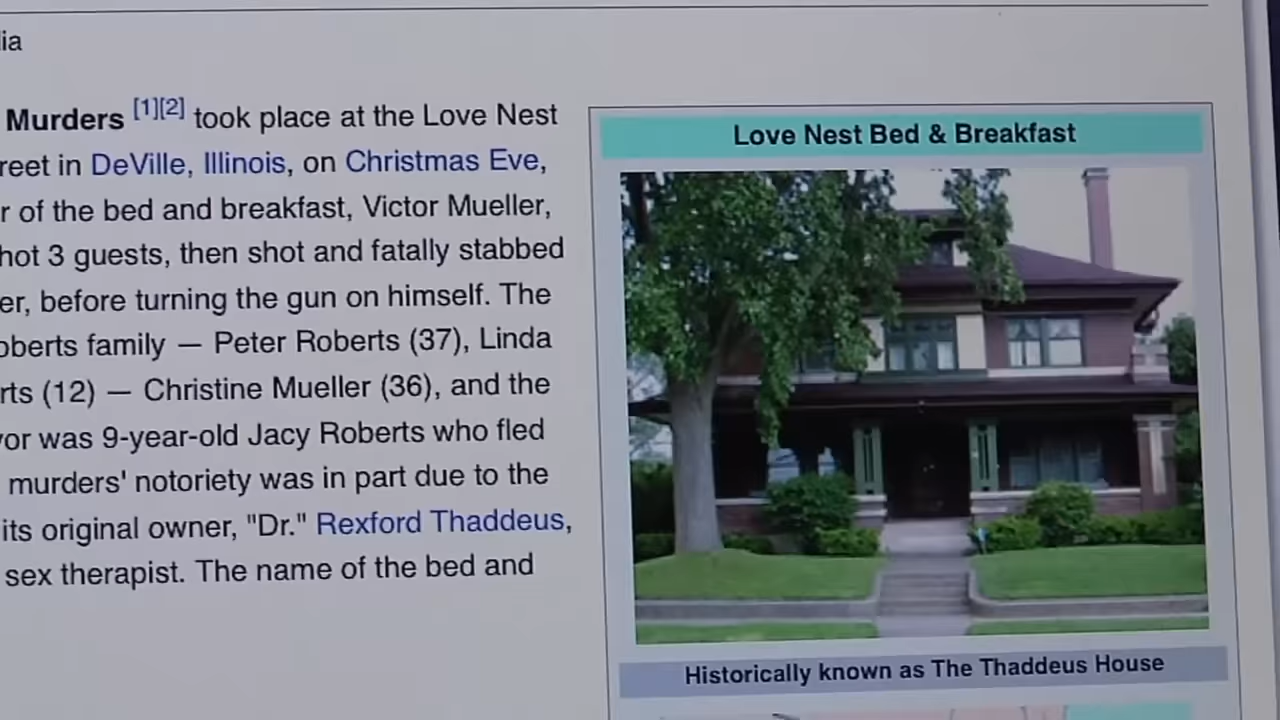 lia
Murders [1][2] took place at the Love Nest
reet in DeVille, Illinois, on Christmas Eve,
r of the bed and breakfast, Victor Mueller,
hot 3 guests, then shot and fatally stabbed
er, before turning the gun on himself. The
oberts family — Peter Roberts (37), Linda
rts (12) — Christine Mueller (36), and the
vor was 9-year-old Jacy Roberts who fled
murders' notoriety was in part due to the
its original owner, "Dr." Rexford Thaddeus,
sex therapist. The name of the bed and
Love Nest Bed & Breakfast
Historically known as The Thaddeus House